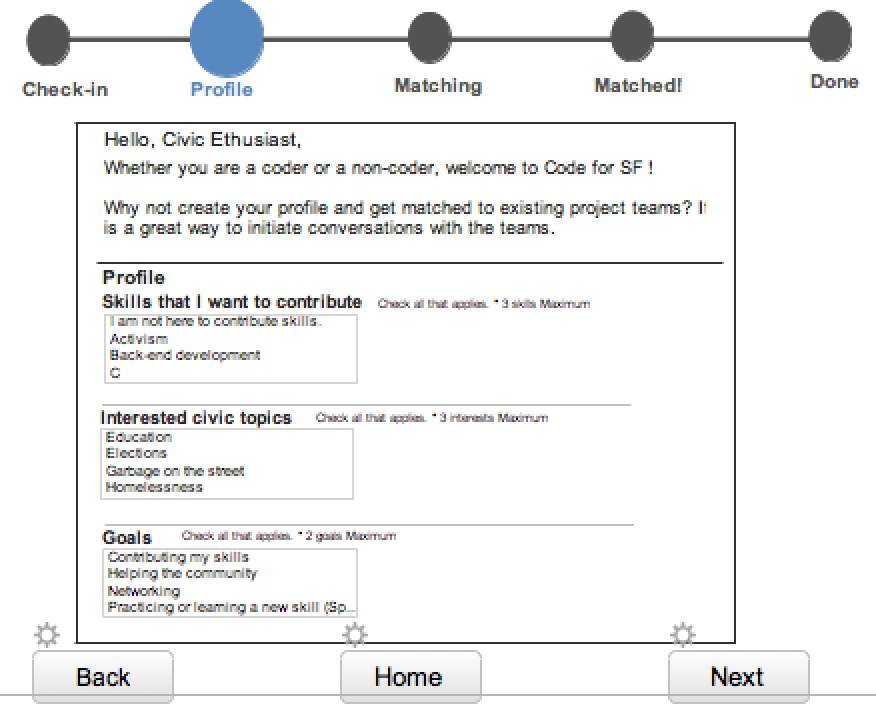 Check-in
Profile
Matching
Matched!
Done
Hello, Civic Ethusiast,
Whether you are a coder or a non-coder, welcome to Code for SF !
Why not create your profile and get matched to existing project teams? It
is a great way to initiate conversations with the teams.
Profile
Skills that I want to contribute Check all that applies. * 3 skills Maximum
I am not here to contribute skills.
Activism
Back-end development
C
Interested civic topics Check all that applies. * 3 interests Maximum
Education
Elections
Garbage on the street
Homelessness
Goals Check all that applies. * 2 goals Maximum
Contributing my skills
Helping the community
Networking
Practicing or learning a new skill (Sp...
Back
Home
Next